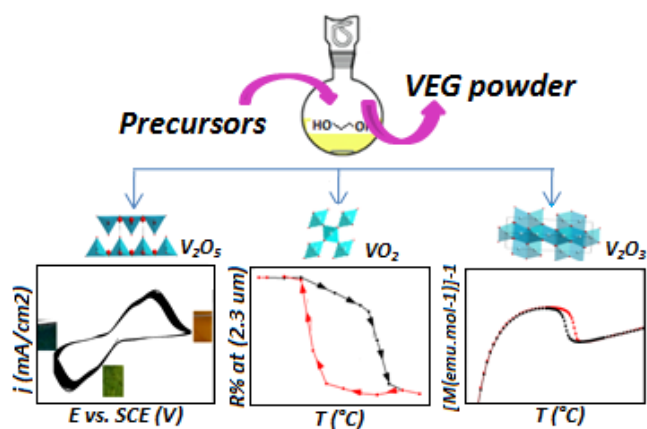 VEG powder
Precursors
HO OH
V₂O₅
VO₂
V₂O₃
j (mA/cm2)
E vs. SCE (V)
R% at (2.3 um)
T (°C)
[M(emu.mol-1)]-1
T (°C)